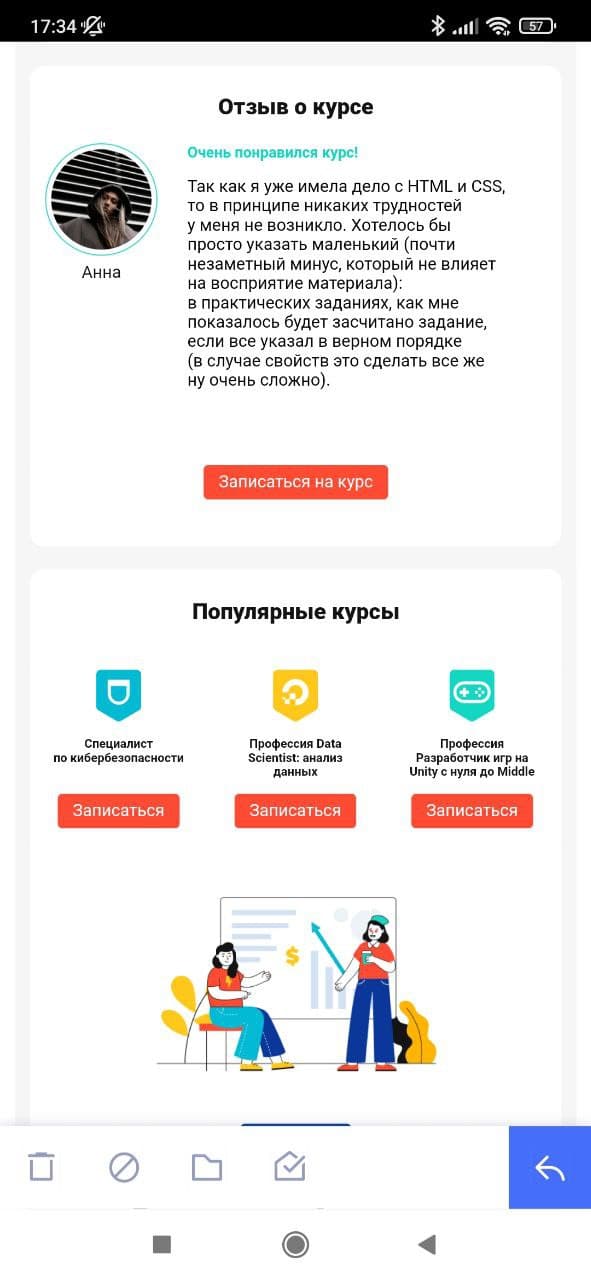 17:34
57
Отзыв о курсе
Очень понравился курс!
Так как я уже имела дело с HTML и CSS,
то в принципе никаких трудностей
у меня не возникло. Хотелось бы
просто указать маленький (почти
незаметный минус, который не влияет
на восприятие материала):
в практических заданиях, как мне
показалось будет засчитано задание,
если все указал в верном порядке
(в случае свойств это сделать все же
ну очень сложно).
Анна
Записаться на курс
Популярные курсы
Специалист
по кибербезопасности
Профессия Data
Scientist: анализ
данных
Профессия
Разработчик игр на
Unity с нуля до Middle
Записаться
Записаться
Записаться
$